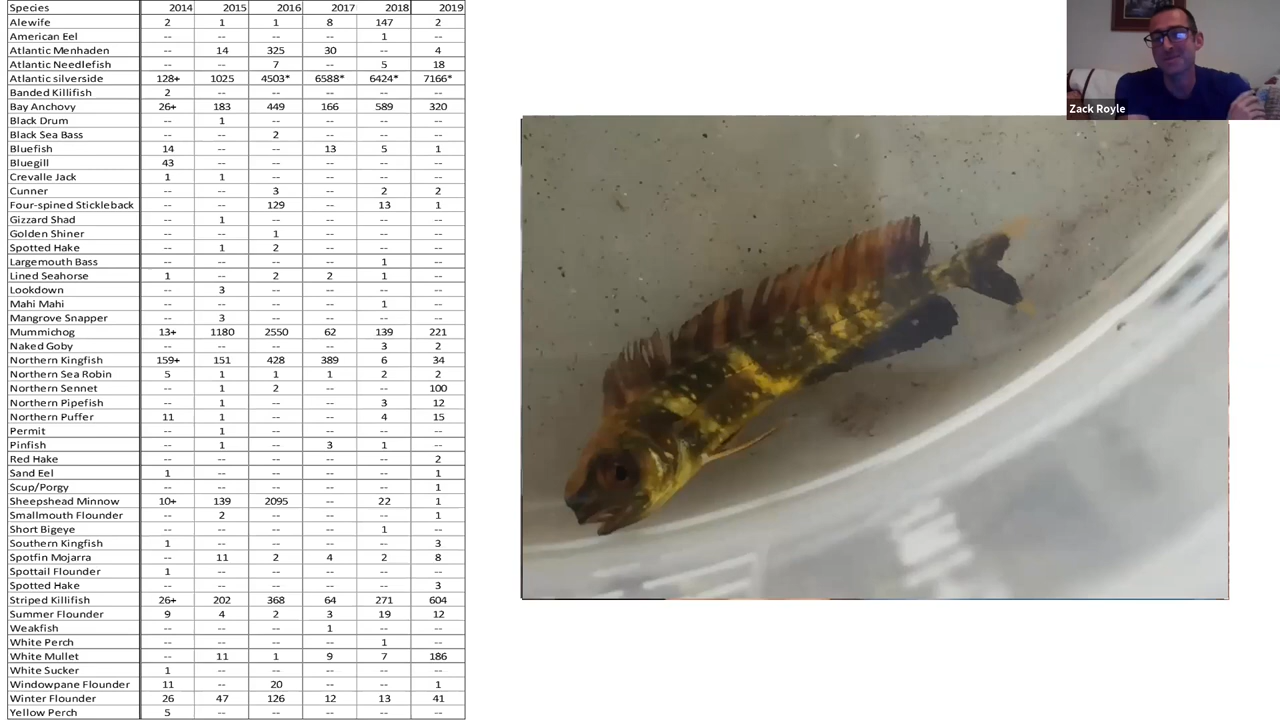 Species 2014 2015 2016 2017 2018 2019
Alewife 2 1 1 8 147 2
American Eel -- -- -- -- 1 --
Atlantic Menhaden -- 14 325 30 -- 4
Atlantic Needlefish -- -- 7 -- 5 18
Atlantic silverside 128+ 1025 4503* 6588* 6424* 7166*
Banded Killifish 2 -- -- -- -- --
Bay Anchovy 26+ 183 449 166 589 320
Black Drum -- 1 -- -- -- --
Black Sea Bass -- -- 2 -- -- --
Bluefish 14 -- -- 13 5 1
Bluegill 43 -- -- -- -- --
Crevalle Jack 1 1 -- -- -- --
Cunner -- -- 3 -- 2 2
Four-spined Stickleback -- -- 129 -- 13 1
Gizzard Shad -- 1 -- -- -- --
Golden Shiner -- -- 1 -- -- --
Spotted Hake -- 1 2 -- -- --
Largemouth Bass -- -- -- -- 1 --
Lined Seahorse 1 -- 2 2 1 --
Lookdown -- 3 -- -- -- --
Mahi Mahi -- -- -- -- 1 --
Mangrove Snapper -- 3 -- -- -- --
Mummichog 13+ 1180 2550 62 139 221
Naked Goby -- -- -- -- 3 2
Northern Kingfish 159+ 151 428 389 6 34
Northern Sea Robin 5 1 1 1 2 2
Northern Sennet -- 1 2 -- -- 100
Northern Pipefish -- 1 -- -- 3 12
Northern Puffer 11 1 -- -- 4 15
Permit -- 1 -- -- -- --
Pinfish -- 1 -- 3 1 --
Red Hake -- -- -- -- -- 2
Sand Eel 1 -- -- -- -- 1
Scup/Porgy -- -- -- -- -- 1
Sheepshead Minnow 10+ 139 2095 -- 22 1
Smallmouth Flounder -- 2 -- -- -- 1
Short Bigeye -- -- -- -- 1 --
Southern Kingfish 1 -- -- -- -- 3
Spotfin Mojarra -- 11 2 4 2 8
Spottail Flounder 1 -- -- -- -- --
Spotted Hake -- -- -- -- -- 3
Striped Killifish 26+ 202 368 64 271 604
Summer Flounder 9 4 2 3 19 12
Weakfish -- -- -- 1 -- --
White Perch -- -- -- -- 1 --
White Mullet -- 11 1 9 7 186
White Sucker 1 -- -- -- -- --
Windowpane Flounder 11 -- 20 -- -- 1
Winter Flounder 26 47 126 12 13 41
Yellow Perch 5 -- -- -- -- --
Zack Royle